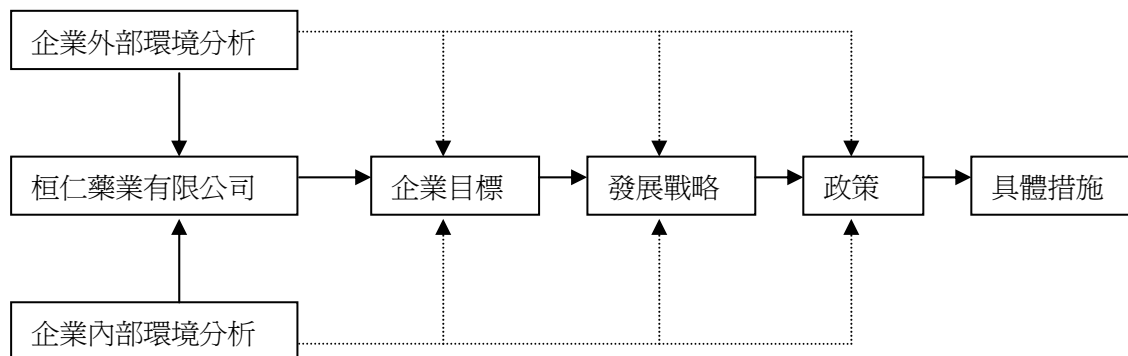 企業外部環境分析
桓仁藥業有限公司
企業目標
發展戰略
政策
具體措施
企業內部環境分析